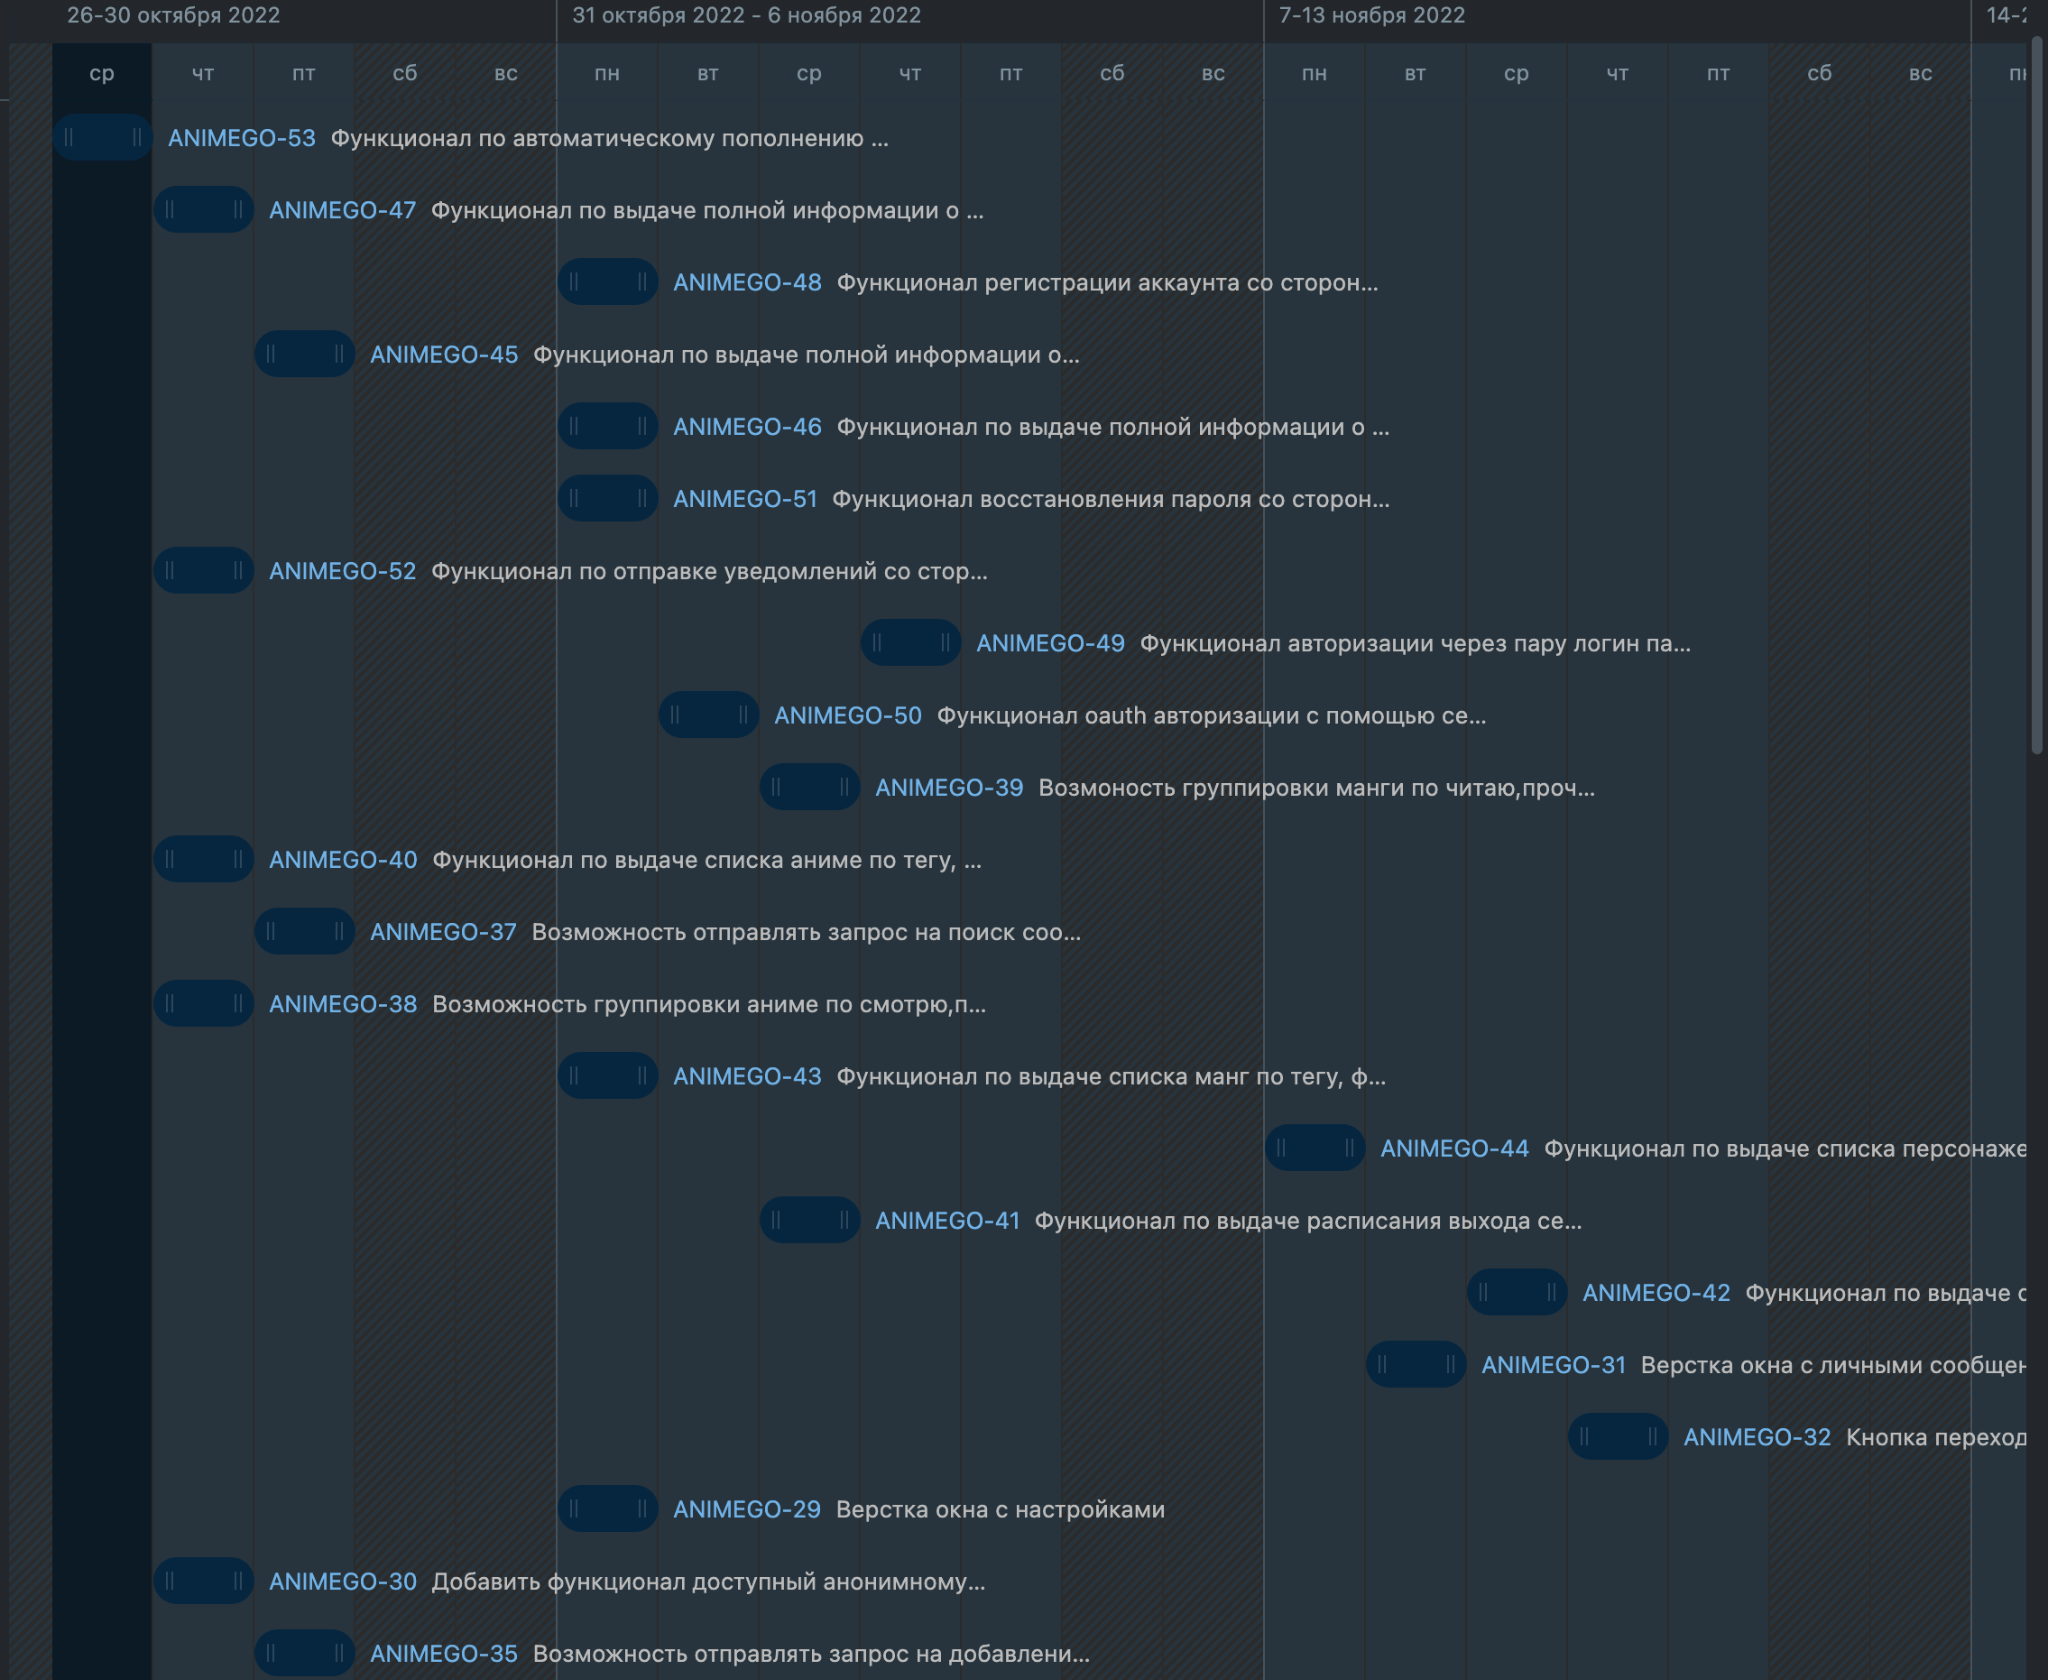 26-30 октября 2022 31 октября 2022 - 6 ноября 2022 7-13 ноября 2022 14-
ср чт пт сб вс пн вт ср чт пт сб вс пн вт ср чт пт сб вс
ANIMEGO-53 Функционал по автоматическому пополнению ...
ANIMEGO-47 Функционал по выдаче полной информации о ...
ANIMEGO-48 Функционал регистрации аккаунта со сторон...
ANIMEGO-45 Функционал по выдаче полной информации о...
ANIMEGO-46 Функционал по выдаче полной информации о ...
ANIMEGO-51 Функционал восстановления пароля со сторон...
ANIMEGO-52 Функционал по отправке уведомлений со стор...
ANIMEGO-49 Функционал авторизации через пару логин па...
ANIMEGO-50 Функционал oauth авторизации с помощью се...
ANIMEGO-39 Возмоность группировки манги по читаю,проч...
ANIMEGO-40 Функционал по выдаче списка аниме по тегу, ...
ANIMEGO-37 Возможность отправлять запрос на поиск соо...
ANIMEGO-38 Возможность группировки аниме по смотрю,п...
ANIMEGO-43 Функционал по выдаче списка манг по тегу, ф...
ANIMEGO-44 Функционал по выдаче списка персонаже
ANIMEGO-41 Функционал по выдаче расписания выхода се...
ANIMEGO-42 Функционал по выдаче с
ANIMEGO-31 Верстка окна с личными сообщен
ANIMEGO-32 Кнопка переход
ANIMEGO-29 Верстка окна с настройками
ANIMEGO-30 Добавить функционал доступный анонимному...
ANIMEGO-35 Возможность отправлять запрос на добавлени...